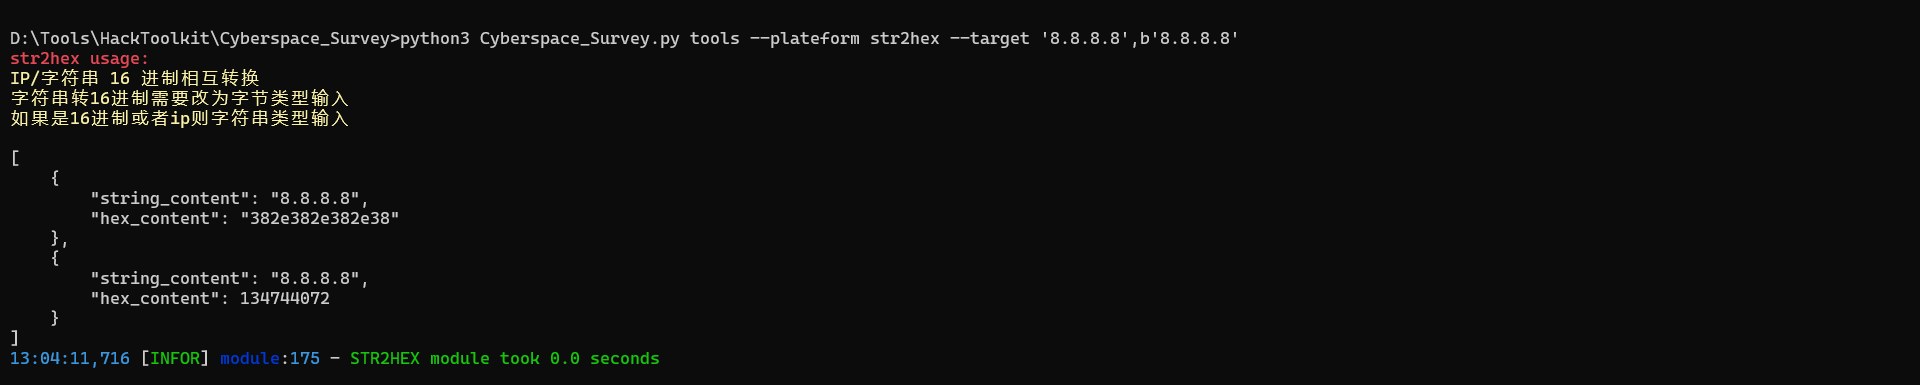 D:\Tools\HackToolkit\Cyberspace_Survey>python3 Cyberspace_Survey.py tools --plateform str2hex --target '8.8.8.8',b'8.8.8.8'
str2hex usage:
IP/字符串 16 进制相互转换
字符串转16进制需要改为字节类型输入
如果是16进制或者ip则字符串类型输入
[
    {
        "string_content": "8.8.8.8",
        "hex_content": "382e382e382e38"
    },
    {
        "string_content": "8.8.8.8",
        "hex_content": 134744072
    }
]
13:04:11,716 [INFOR] module:175 - STR2HEX module took 0.0 seconds